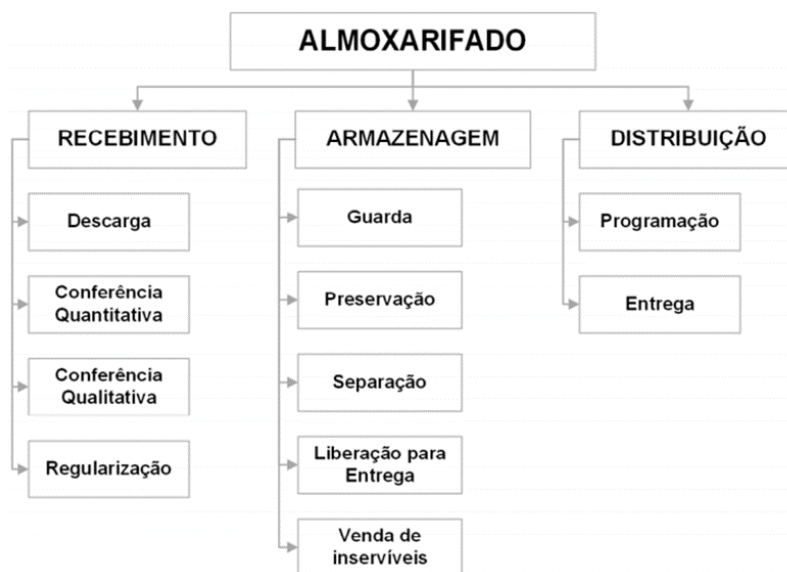 ALMOXARIFADO
RECEBIMENTO
Descarga
Conferência
Quantitativa
Conferência
Qualitativa
Regularização
ARMAZENAGEM
Guarda
Preservação
Separação
Liberação para
Entrega
Venda de
inservíveis
DISTRIBUIÇÃO
Programação
Entrega